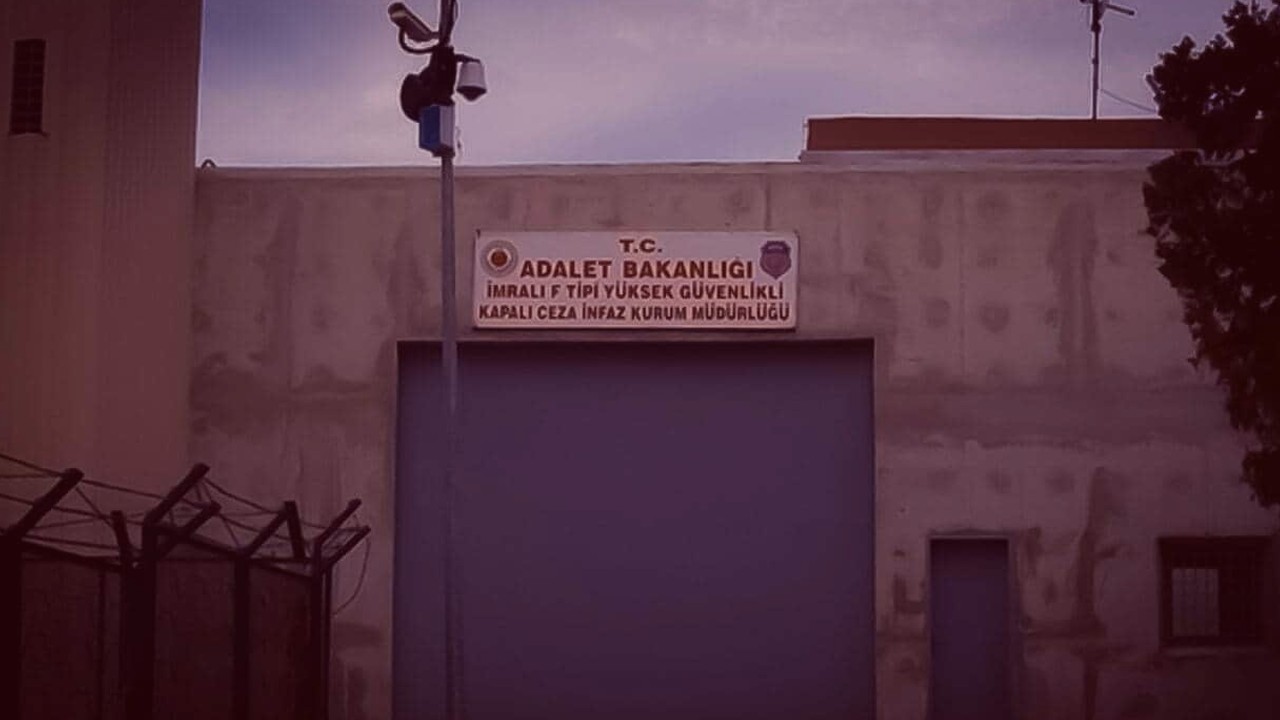 T.C.
ADALET BAKANLIĞI
İMRALI F TİPİ YÜKSEK GÜVENLİKLİ
KAPALI CEZA İNFAZ KURUM MÜDÜRLÜĞÜ